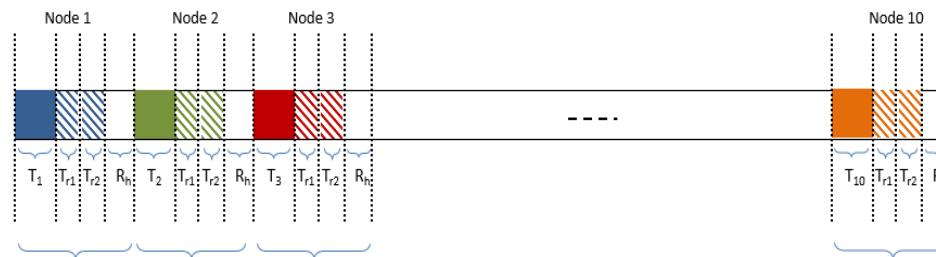 Node 1 Node 2 Node 3 Node 10
T1 Tr1 Tr2 Rh T2 Tr1 Tr2 Rh T3 Tr1 Tr2 Rh T10 Tr1 Tr2 R